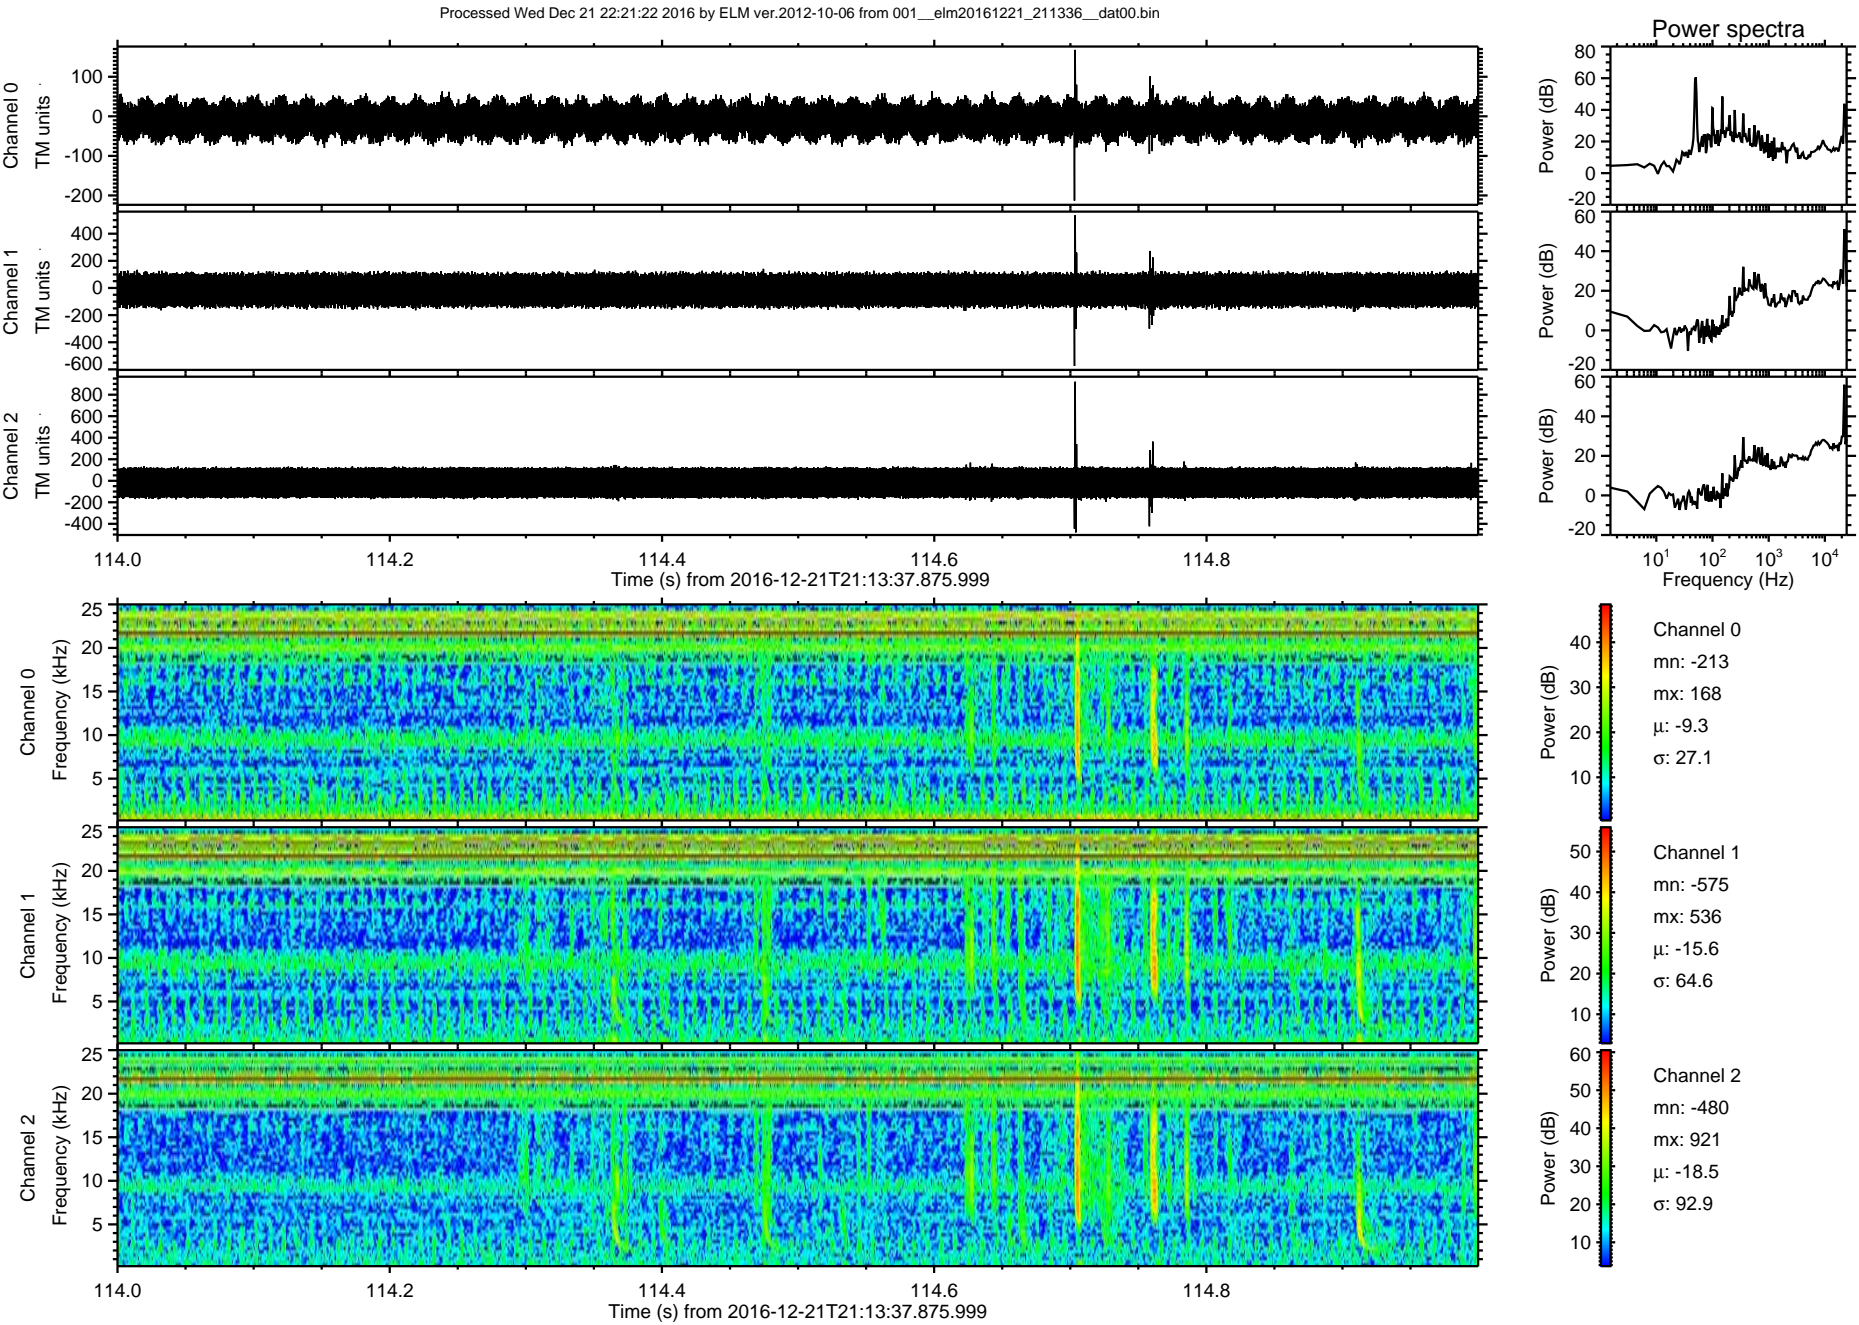 Processed Wed Dec 21 22:21:22 2016 by ELM ver.2012-10-06 from 001__elm20161221_211336__dat00.bin
Power spectra
Channel 0
TM units
100
0
-100
-200
Power (dB)
80
60
40
20
0
-20
Channel 1
TM units
400
200
0
-200
-400
-600
Power (dB)
60
40
20
0
-20
Channel 2
TM units
800
600
400
200
0
-200
-400
Power (dB)
60
40
20
0
-20
114.0 114.2 114.4 114.6 114.8
Time (s) from 2016-12-21T21:13:37.875.999
10¹ 10² 10³ 10⁴
Frequency (Hz)
Channel 0
Frequency (kHz)
25
20
15
10
5
Power (dB)
40
30
20
10
Channel 0
mn: -213
mx: 168
μ: -9.3
σ: 27.1
Channel 1
Frequency (kHz)
25
20
15
10
5
Power (dB)
50
40
30
20
10
Channel 1
mn: -575
mx: 536
μ: -15.6
σ: 64.6
Channel 2
Frequency (kHz)
25
20
15
10
5
Power (dB)
60
50
40
30
20
10
Channel 2
mn: -480
mx: 921
μ: -18.5
σ: 92.9
114.0 114.2 114.4 114.6 114.8
Time (s) from 2016-12-21T21:13:37.875.999